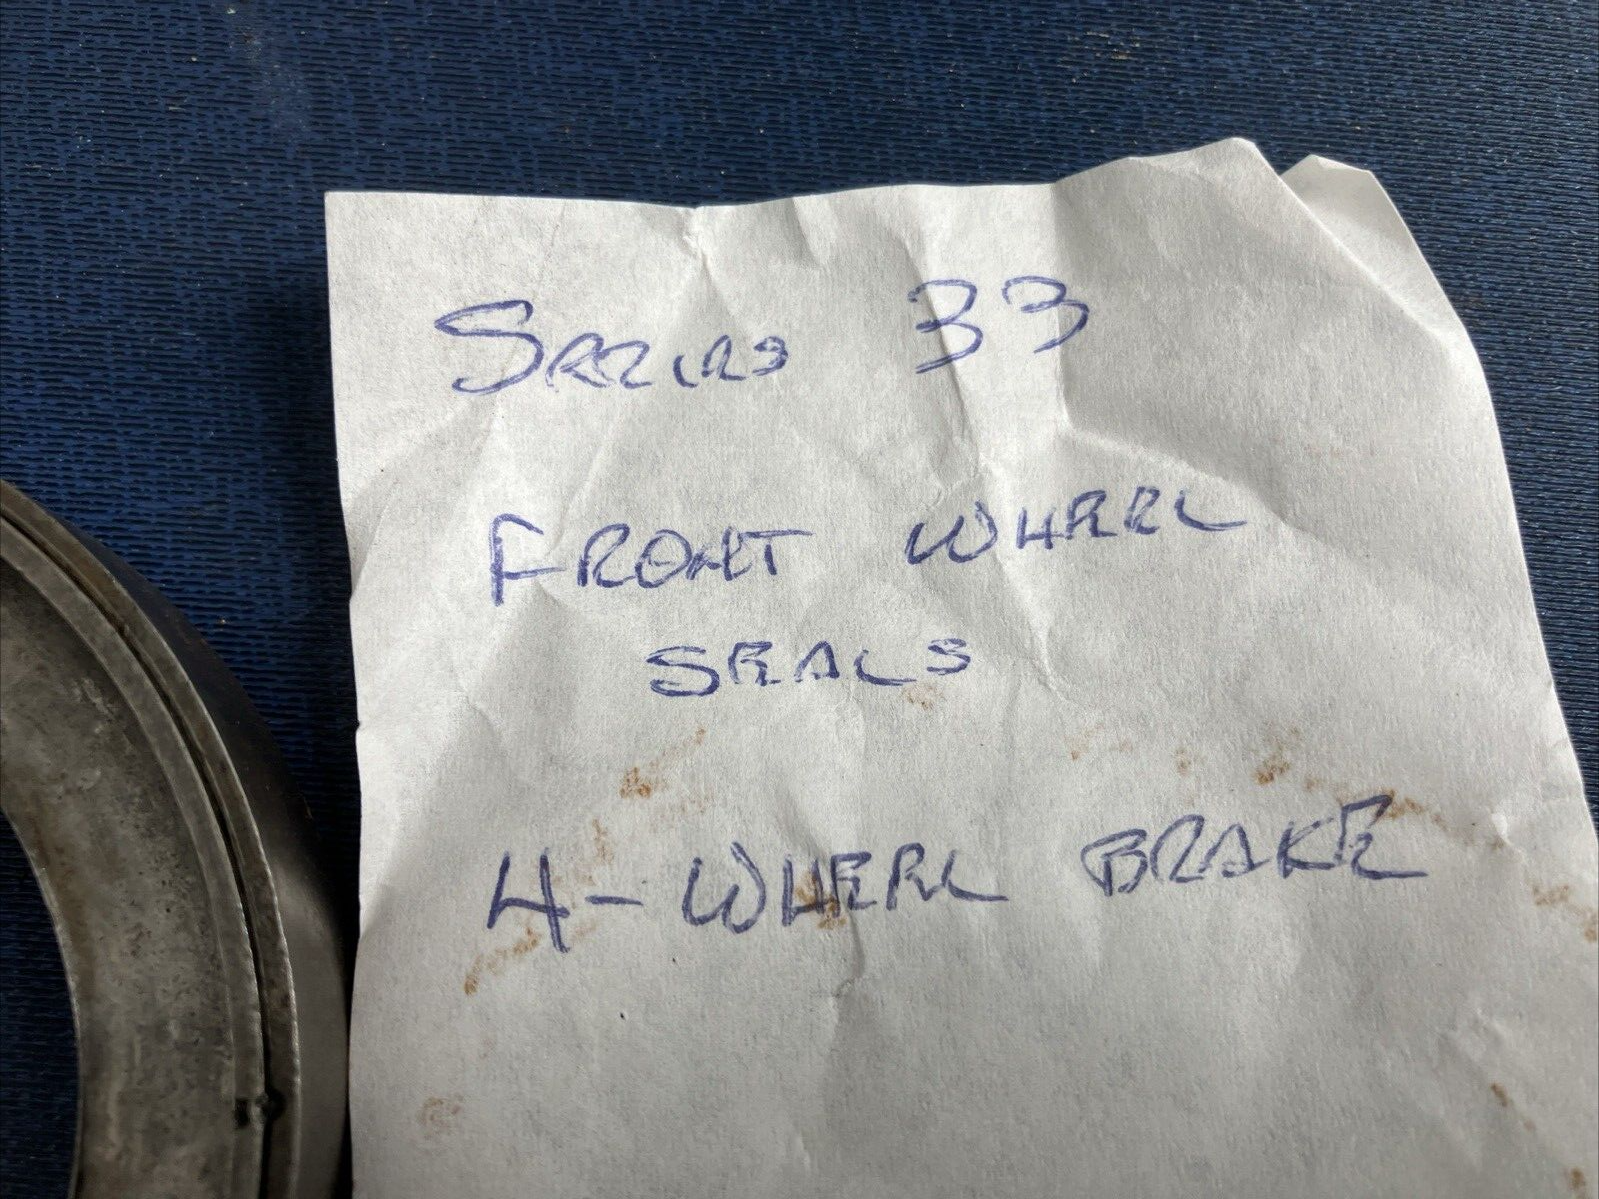 SERIES 33
FRONT WHEEL
SEALS
4-WHEEL BRAKE